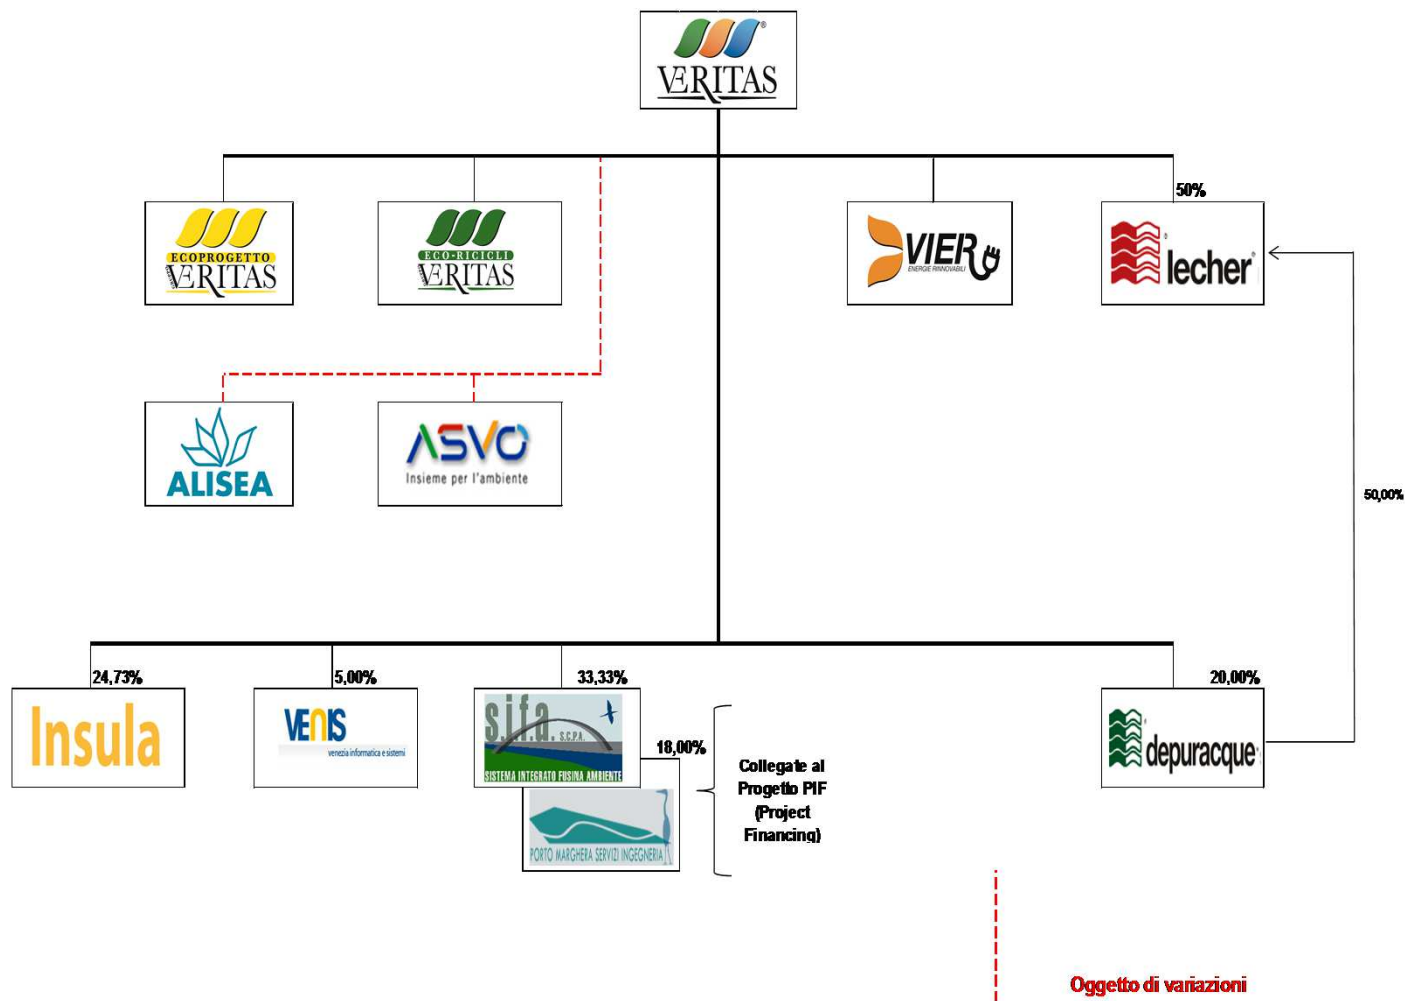 VERITAS
50%
ECOPROGETTO
VERITAS
ECO-RICICLI
VERITAS
VIER
ENERGIE RINNOVABILI
lecher
ALISEA
ASVO
Insieme per l'ambiente
50,00%
24,73%
5,00%
33,33%
20,00%
Insula
VENIS
venezia informatica e sistemi
s.i.f.a. S.C.P.A.
SISTEMA INTEGRATO FUSINA AMBIENTE
18,00%
PORTO MARGHERA SERVIZI INGEGNERIA
Collegate al
Progetto PIF
(Project
Financing)
depuracque
Oggetto di variazioni